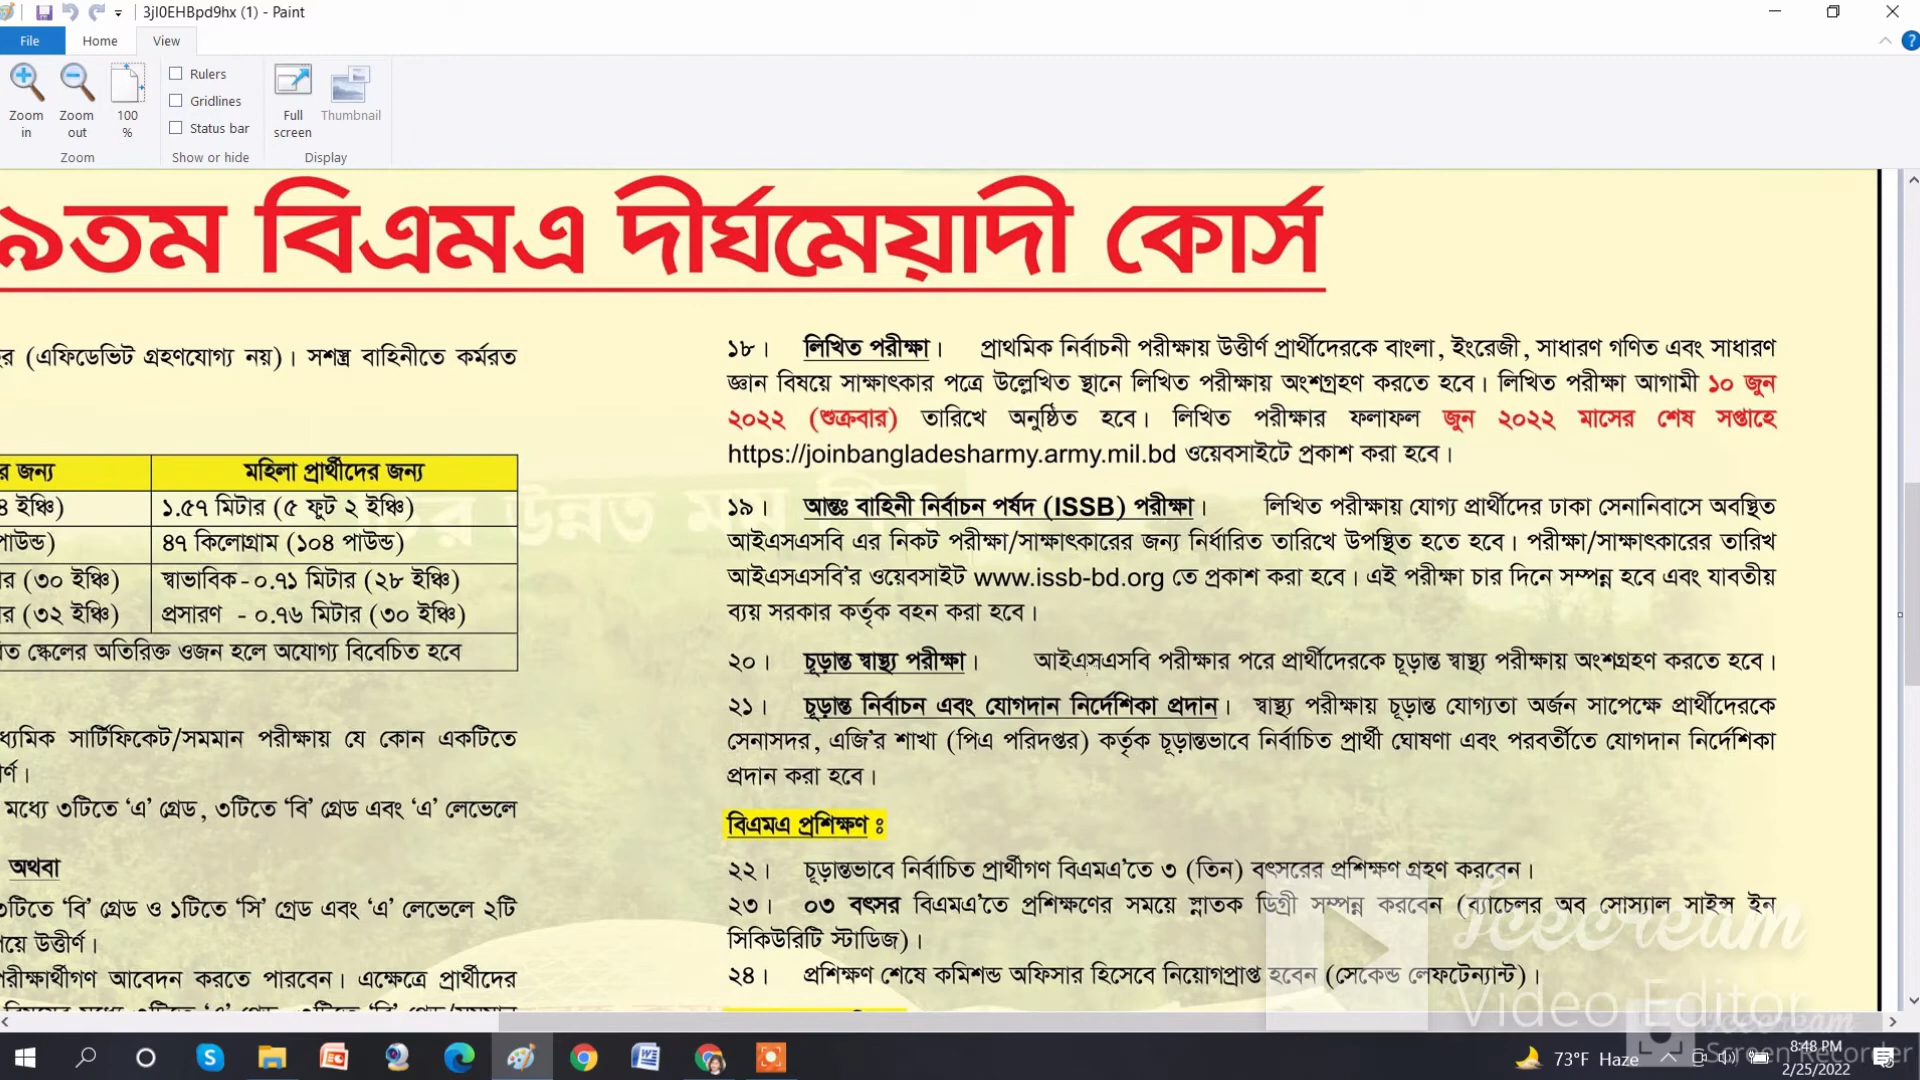 3jI0EHBpd9hx (1) - Paint
File Home View
Zoom in
Zoom out
100 %
Rulers
Gridlines
Status bar
Full screen
Thumbnail
Zoom
Show or hide
Display
৯তম বিএমএ দীর্ঘমেয়াদী কোর্স
(এফিডেভিট গ্রহণযোগ্য নয়)। সশস্ত্র বাহিনীতে কর্মরত
র জন্য
মহিলা প্রার্থীদের জন্য
৪ ইঞ্চি)
১.৫৭ মিটার (৫ ফুট ২ ইঞ্চি)
পাউন্ড)
৪৭ কিলোগ্রাম (১০৪ পাউন্ড)
ার (৩০ ইঞ্চি)
স্বাভাবিক - ০.৭১ মিটার (২৮ ইঞ্চি)
ার (৩২ ইঞ্চি)
প্রসারণ - ০.৭৬ মিটার (৩০ ইঞ্চি)
ত স্কেলের অতিরিক্ত ওজন হলে অযোগ্য বিবেচিত হবে
ধ্যমিক সার্টিফিকেট/সমমান পরীক্ষায় যে কোন একটিতে
র্ণ।
মধ্যে ৩টিতে ‘এ’ গ্রেড, ৩টিতে ‘বি’ গ্রেড এবং ‘এ’ লেভেলে
অথবা
৩টিতে ‘বি’ গ্রেড ও ১টিতে ‘সি’ গ্রেড এবং ‘এ’ লেভেলে ২টি
য়ে উত্তীর্ণ।
রীক্ষার্থীগণ আবেদন করতে পারবেন। এক্ষেত্রে প্রার্থীদের
১৮। লিখিত পরীক্ষা। প্রাথমিক নির্বাচনী পরীক্ষায় উত্তীর্ণ প্রার্থীদেরকে বাংলা, ইংরেজী, সাধারণ গণিত এবং সাধারণ
জ্ঞান বিষয়ে সাক্ষাৎকার পত্রে উল্লেখিত স্থানে লিখিত পরীক্ষায় অংশগ্রহণ করতে হবে। লিখিত পরীক্ষা আগামী ১০ জুন
২০২২ (শুক্রবার) তারিখে অনুষ্ঠিত হবে। লিখিত পরীক্ষার ফলাফল জুন ২০২২ মাসের শেষ সপ্তাহে
https://joinbangladesharmy.army.mil.bd ওয়েবসাইটে প্রকাশ করা হবে।
১৯। আন্তঃ বাহিনী নির্বাচন পর্ষদ (ISSB) পরীক্ষা। লিখিত পরীক্ষায় যোগ্য প্রার্থীদের ঢাকা সেনানিবাসে অবস্থিত
আইএসএসবি এর নিকট পরীক্ষা/সাক্ষাৎকারের জন্য নির্ধারিত তারিখে উপস্থিত হতে হবে। পরীক্ষা/সাক্ষাৎকারের তারিখ
আইএসএসবি’র ওয়েবসাইট www.issb-bd.org তে প্রকাশ করা হবে। এই পরীক্ষা চার দিনে সম্পন্ন হবে এবং যাবতীয়
ব্যয় সরকার কর্তৃক বহন করা হবে।
২০। চূড়ান্ত স্বাস্থ্য পরীক্ষা। আইএসএসবি পরীক্ষার পরে প্রার্থীদেরকে চূড়ান্ত স্বাস্থ্য পরীক্ষায় অংশগ্রহণ করতে হবে।
২১। চূড়ান্ত নির্বাচন এবং যোগদান নির্দেশিকা প্রদান। স্বাস্থ্য পরীক্ষায় চূড়ান্ত যোগ্যতা অর্জন সাপেক্ষে প্রার্থীদেরকে
সেনাসদর, এজি’র শাখা (পিএ পরিদপ্তর) কর্তৃক চূড়ান্তভাবে নির্বাচিত প্রার্থী ঘোষণা এবং পরবর্তীতে যোগদান নির্দেশিকা
প্রদান করা হবে।
বিএমএ প্রশিক্ষণ ঃ
২২। চূড়ান্তভাবে নির্বাচিত প্রার্থীগণ বিএমএ’তে ৩ (তিন) বৎসরের প্রশিক্ষণ গ্রহণ করবেন।
২৩। ০৩ বৎসর বিএমএ’তে প্রশিক্ষণের সময়ে স্নাতক ডিগ্রী সম্পন্ন করবেন (ব্যাচেলর অব সোস্যাল সাইন্স ইন
সিকিউরিটি স্টাডিজ)।
২৪। প্রশিক্ষণ শেষে কমিশন্ড অফিসার হিসেবে নিয়োগপ্রাপ্ত হবেন (সেকেন্ড লেফটেন্যান্ট)।
Icecream
Video Editor
Icecream
Screen Recorder
73°F Haze
8:48 PM
2/25/2022